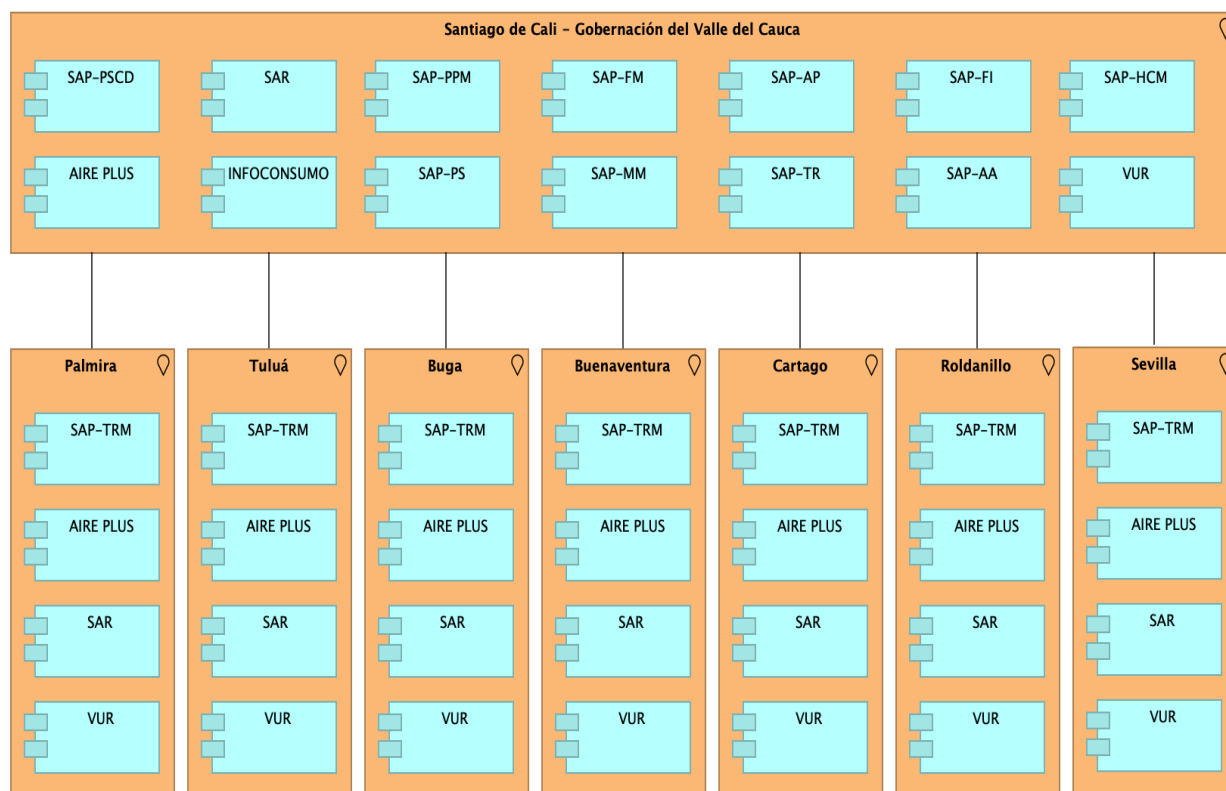 Santiago de Cali – Gobernación del Valle del Cauca
SAP–PSCD SAR SAP–PPM SAP–FM SAP–AP SAP–FI SAP–HCM
AIRE PLUS INFOCONSUMO SAP–PS SAP–MM SAP–TR SAP–AA VUR
Palmira Tuluá Buga Buenaventura Cartago Roldanillo Sevilla
SAP–TRM SAP–TRM SAP–TRM SAP–TRM SAP–TRM SAP–TRM SAP–TRM
AIRE PLUS AIRE PLUS AIRE PLUS AIRE PLUS AIRE PLUS AIRE PLUS AIRE PLUS
SAR SAR SAR SAR SAR SAR SAR
VUR VUR VUR VUR VUR VUR VUR